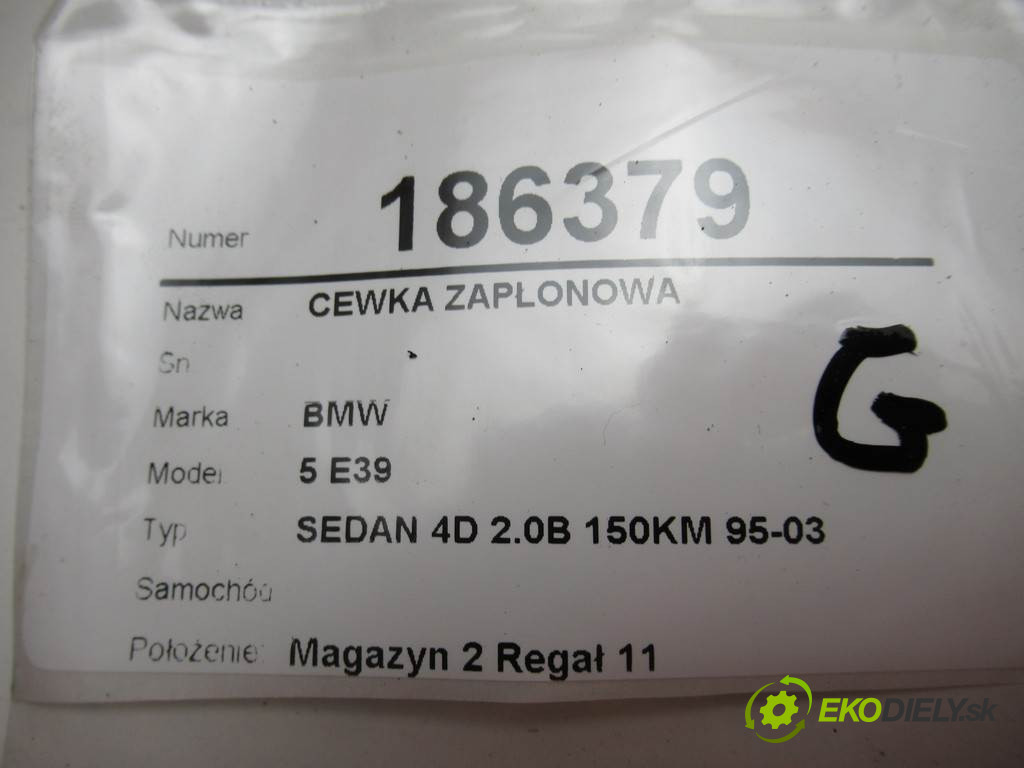 Numer 186379
Nazwa CEWKA ZAPŁONOWA
Sn
Marka BMW
Model 5 E39
Typ SEDAN 4D 2.0B 150KM 95-03
Samochód
Położenie: Magazyn 2 Regał 11
G
EKODIELY.sk